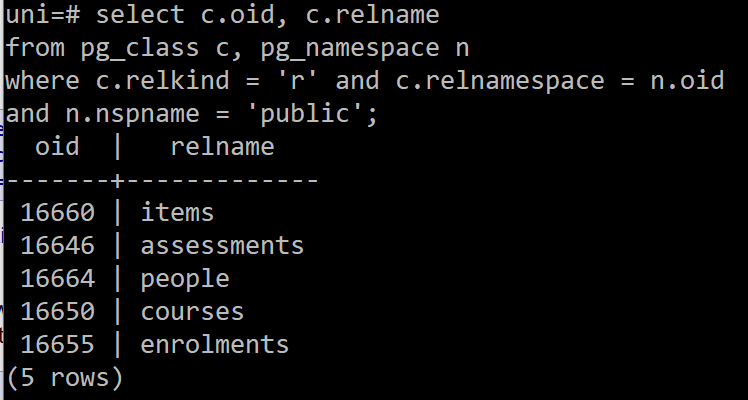 uni=# select c.oid, c.relname
from pg_class c, pg_namespace n
where c.relkind = 'r' and c.relnamespace = n.oid
and n.nspname = 'public';
  oid  |   relname
-------+-------------
 16660 | items
 16646 | assessments
 16664 | people
 16650 | courses
 16655 | enrolments
(5 rows)